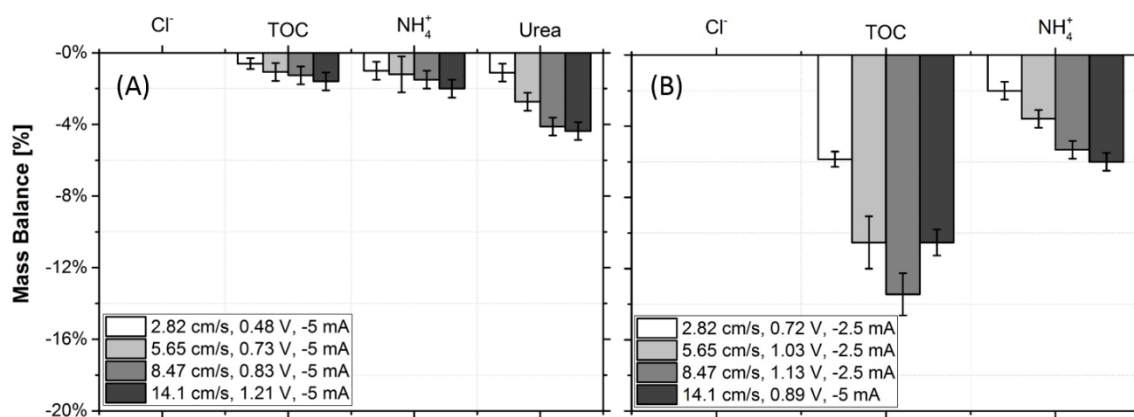 Cl⁻ TOC NH₄⁺ Urea Cl⁻ TOC NH₄⁺
-0%
(A) (B)
-4%
-8%
-12%
-16%
-20%
Mass Balance [%]
2.82 cm/s, 0.48 V, -5 mA
5.65 cm/s, 0.73 V, -5 mA
8.47 cm/s, 0.83 V, -5 mA
14.1 cm/s, 1.21 V, -5 mA
2.82 cm/s, 0.72 V, -2.5 mA
5.65 cm/s, 1.03 V, -2.5 mA
8.47 cm/s, 1.13 V, -2.5 mA
14.1 cm/s, 0.89 V, -5 mA